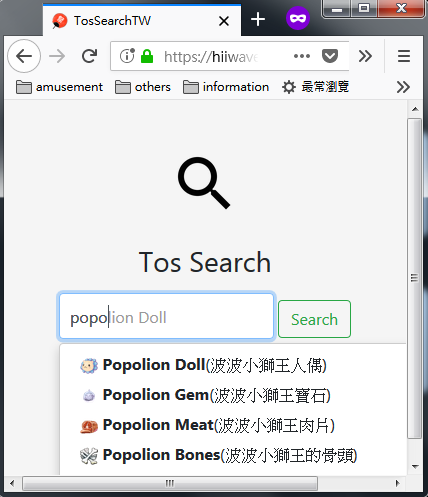 TosSearchTW
https://hiiwave
amusement
others
information
最常瀏覽
Tos Search
popolion Doll
Search
Popolion Doll(波波小獅王人偶)
Popolion Gem(波波小獅王寶石)
Popolion Meat(波波小獅王肉片)
Popolion Bones(波波小獅王的骨頭)